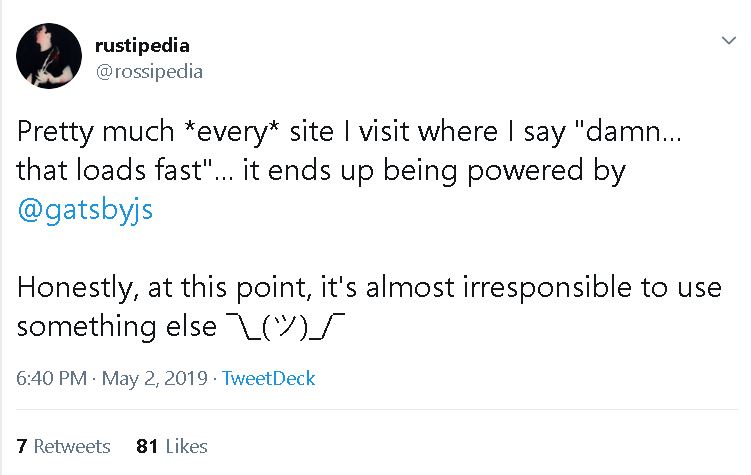 rustipedia
@rossipedia
Pretty much *every* site I visit where I say "damn...
that loads fast"... it ends up being powered by
@gatsbyjs
Honestly, at this point, it's almost irresponsible to use
something else ¯\_(ツ)_/¯
6:40 PM · May 2, 2019 · TweetDeck
7 Retweets 81 Likes